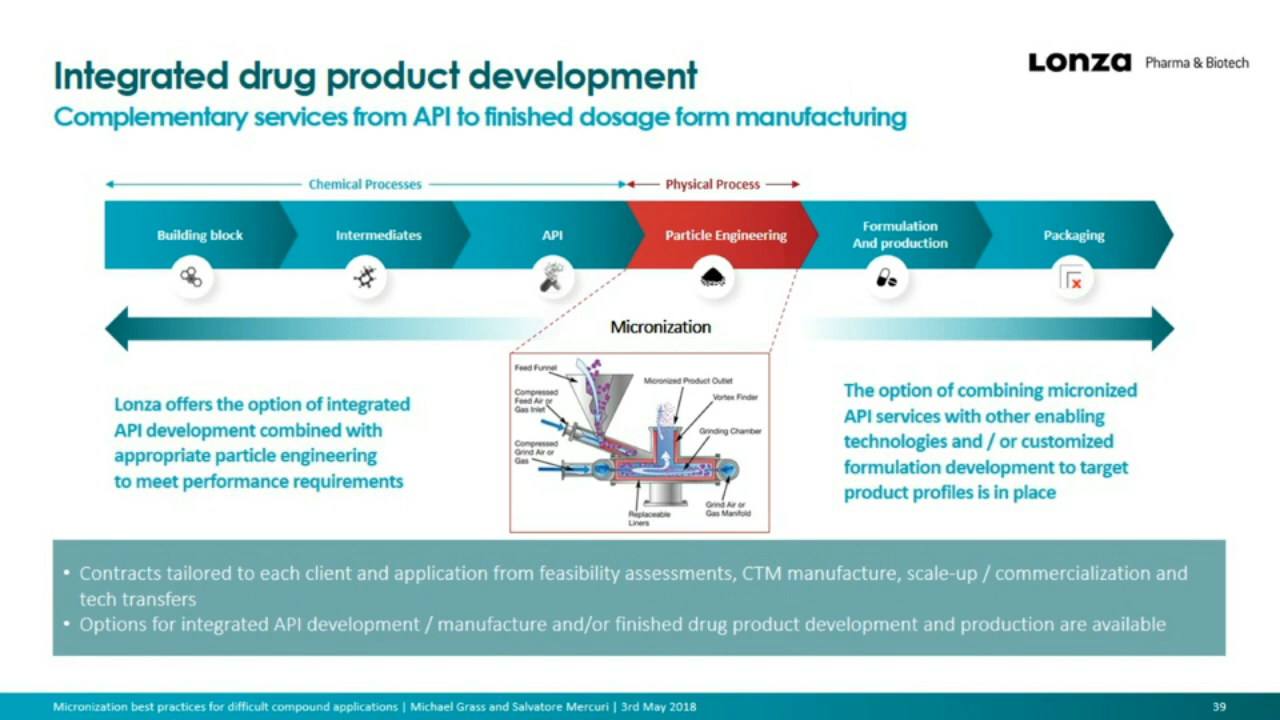 Integrated drug product development
Lonza Pharma & Biotech
Complementary services from API to finished dosage form manufacturing
Chemical Processes
Physical Process
Building block
Intermediates
API
Particle Engineering
Formulation
And production
Packaging
Micronization
Feed Funnel
Compressed
Feed Air or
Gas Inlet
Compressed
Grind Air or
Gas
Micronized Product Outlet
Vortex Finder
Grinding Chamber
Replaceable
Liners
Grind Air or
Gas Manifold
Lonza offers the option of integrated
API development combined with
appropriate particle engineering
to meet performance requirements
The option of combining micronized
API services with other enabling
technologies and / or customized
formulation development to target
product profiles is in place
• Contracts tailored to each client and application from feasibility assessments, CTM manufacture, scale-up / commercialization and
tech transfers
• Options for integrated API development / manufacture and/or finished drug product development and production are available
Micronization best practices for difficult compound applications | Michael Grass and Salvatore Mercuri | 3rd May 2018
39